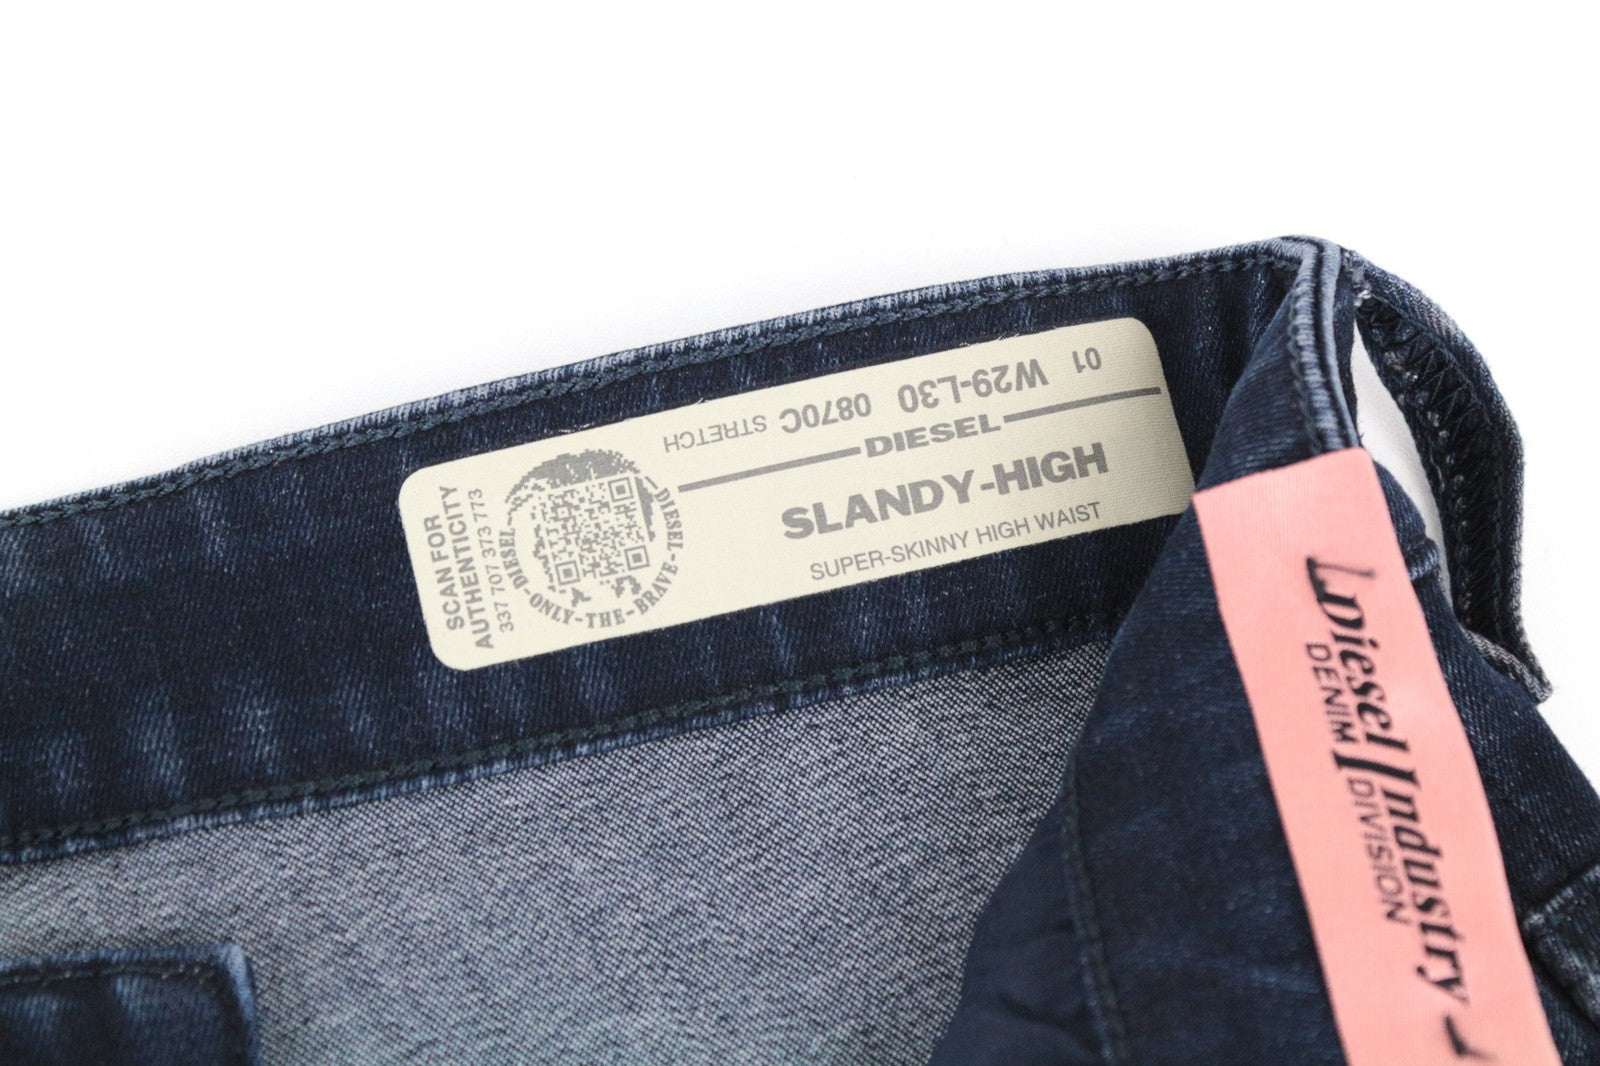 01 W29-L30 0870C STRETCH
DIESEL
SLANDY-HIGH
SUPER-SKINNY HIGH WAIST
SCAN FOR
AUTHENTICITY
337 707 373 773
DIESEL-ONLY-THE-BRAVE-DIESEL
Diesel Industry
DENIM DIVISION